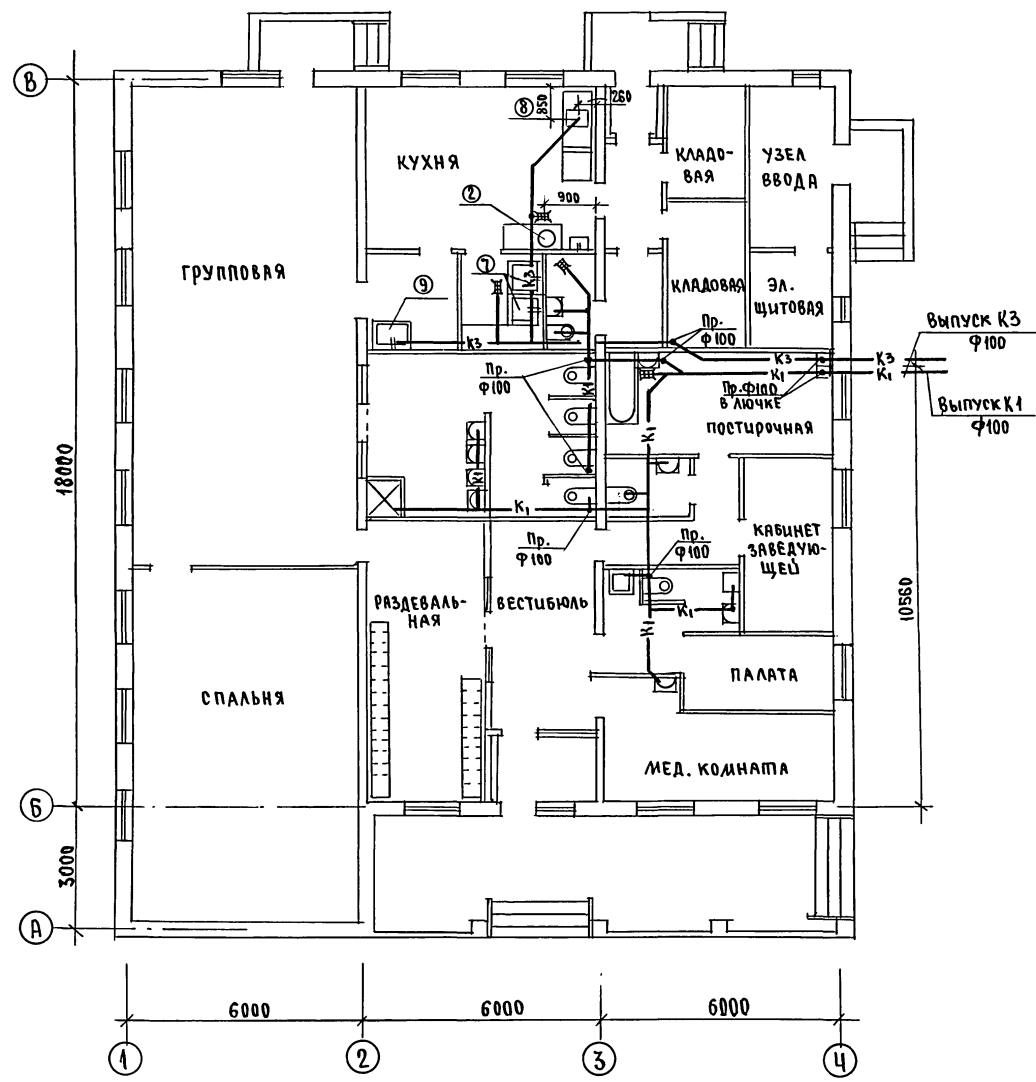 В
8
850
260
КУХНЯ
КЛАДО-
ВАЯ
УЗЕЛ
ВВОДА
2
900
ГРУППОВАЯ
7
К3
9
КЛАДОВАЯ
ЭЛ.
ЩИТОВАЯ
К3
Пр.
Ф100
ВЫПУСК К3
Ф100
Пр.
Ф100
К1
К3
К3
К1
К1
Пр.Ф100
В ЛЮЧКЕ
ВЫПУСК К1
Ф100
К1
ПОСТИРОЧНАЯ
18000
К1
К1
Пр.
Ф100
Пр.
Ф100
КАБИНЕТ
ЗАВЕДУЮ-
ЩЕЙ
РАЗДЕВАЛЬ-
НАЯ
ВЕСТИБЮЛЬ
К1
К1
10560
СПАЛЬНЯ
ПАЛАТА
МЕД. КОМНАТА
Б
3000
А
6000
6000
6000
1
2
3
4